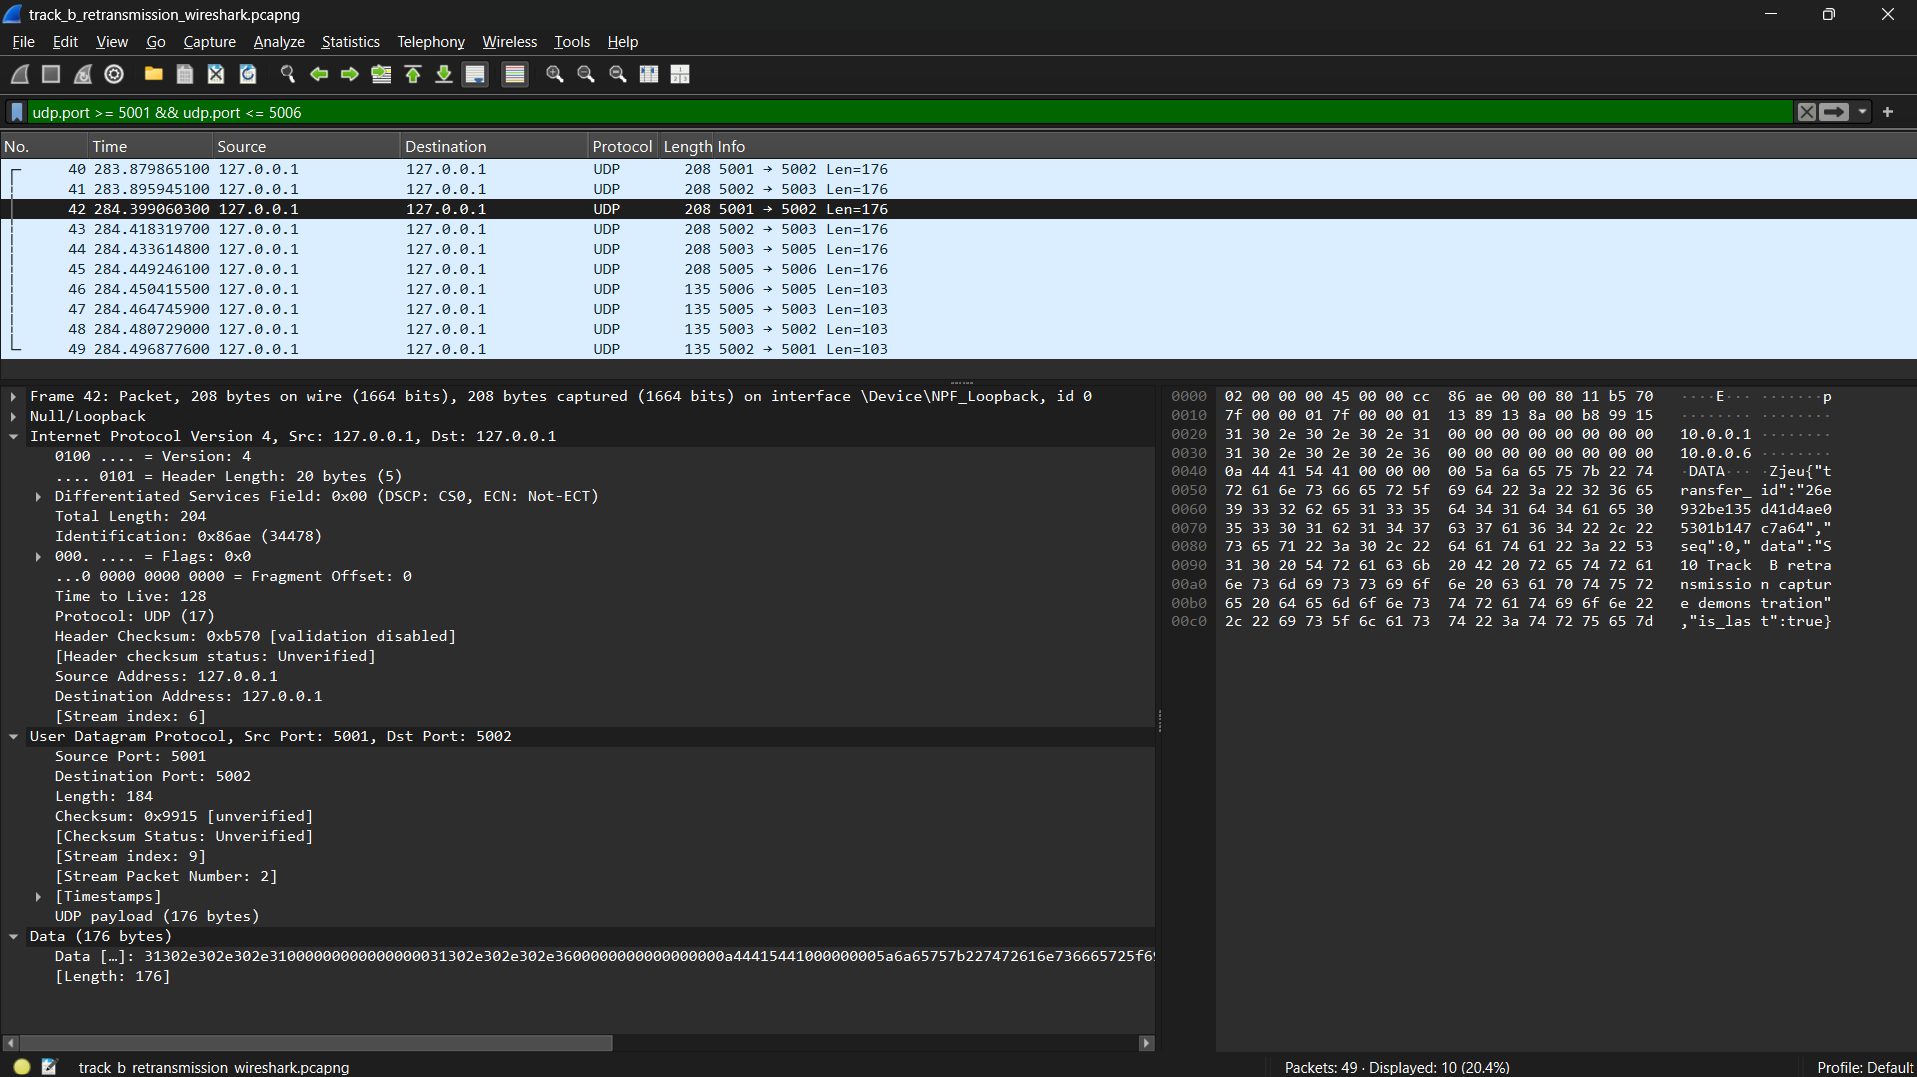 track_b_retransmission_wireshark.pcapng
File Edit View Go Capture Analyze Statistics Telephony Wireless Tools Help
udp.port >= 5001 && udp.port <= 5006
No. Time Source Destination Protocol Length Info
40 283.879865100 127.0.0.1 127.0.0.1 UDP 208 5001 → 5002 Len=176
41 283.895945100 127.0.0.1 127.0.0.1 UDP 208 5002 → 5003 Len=176
42 284.399060300 127.0.0.1 127.0.0.1 UDP 208 5001 → 5002 Len=176
43 284.418319700 127.0.0.1 127.0.0.1 UDP 208 5002 → 5003 Len=176
44 284.433614800 127.0.0.1 127.0.0.1 UDP 208 5003 → 5005 Len=176
45 284.449246100 127.0.0.1 127.0.0.1 UDP 208 5005 → 5006 Len=176
46 284.450415500 127.0.0.1 127.0.0.1 UDP 135 5006 → 5005 Len=103
47 284.464745900 127.0.0.1 127.0.0.1 UDP 135 5005 → 5003 Len=103
48 284.480729000 127.0.0.1 127.0.0.1 UDP 135 5003 → 5002 Len=103
49 284.496877600 127.0.0.1 127.0.0.1 UDP 135 5002 → 5001 Len=103
Frame 42: Packet, 208 bytes on wire (1664 bits), 208 bytes captured (1664 bits) on interface \Device\NPF_Loopback, id 0
Null/Loopback
Internet Protocol Version 4, Src: 127.0.0.1, Dst: 127.0.0.1
0100 .... = Version: 4
.... 0101 = Header Length: 20 bytes (5)
Differentiated Services Field: 0x00 (DSCP: CS0, ECN: Not-ECT)
Total Length: 204
Identification: 0x86ae (34478)
000. .... = Flags: 0x0
...0 0000 0000 0000 = Fragment Offset: 0
Time to Live: 128
Protocol: UDP (17)
Header Checksum: 0xb570 [validation disabled]
[Header checksum status: Unverified]
Source Address: 127.0.0.1
Destination Address: 127.0.0.1
[Stream index: 6]
User Datagram Protocol, Src Port: 5001, Dst Port: 5002
Source Port: 5001
Destination Port: 5002
Length: 184
Checksum: 0x9915 [unverified]
[Checksum Status: Unverified]
[Stream index: 9]
[Stream Packet Number: 2]
[Timestamps]
UDP payload (176 bytes)
Data (176 bytes)
Data […]: 31302e302e302e31000000000000000031302e302e302e3600000000000000000a44415441000000005a6a65757b227472616e736665725f69
[Length: 176]
0000 02 00 00 00 45 00 00 cc 86 ae 00 00 80 11 b5 70 ····E··· ·······p
0010 7f 00 00 01 7f 00 00 01 13 89 13 8a 00 b8 99 15 ········ ········
0020 31 30 2e 30 2e 30 2e 31 00 00 00 00 00 00 00 00 10.0.0.1 ········
0030 31 30 2e 30 2e 30 2e 36 00 00 00 00 00 00 00 00 10.0.0.6 ········
0040 0a 44 41 54 41 00 00 00 00 5a 6a 65 75 7b 22 74 ·DATA··· ·Zjeu{"t
0050 72 61 6e 73 66 65 72 5f 69 64 22 3a 22 32 36 65 ransfer_ id":"26e
0060 39 33 32 62 65 31 33 35 64 34 31 64 34 61 65 30 932be135 d41d4ae0
0070 35 33 30 31 62 31 34 37 63 37 61 36 34 22 2c 22 5301b147 c7a64","
0080 73 65 71 22 3a 30 2c 22 64 61 74 61 22 3a 22 53 seq":0," data":"S
0090 31 30 20 54 72 61 63 6b 20 42 20 72 65 74 72 61 10 Track B retra
00a0 6e 73 6d 69 73 73 69 6f 6e 20 63 61 70 74 75 72 nsmissio n captur
00b0 65 20 64 65 6d 6f 6e 73 74 72 61 74 69 6f 6e 22 e demons tration"
00c0 2c 22 69 73 5f 6c 61 73 74 22 3a 74 72 75 65 7d ,"is_las t":true}
track_b_retransmission_wireshark.pcapng Packets: 49 · Displayed: 10 (20.4%) Profile: Default